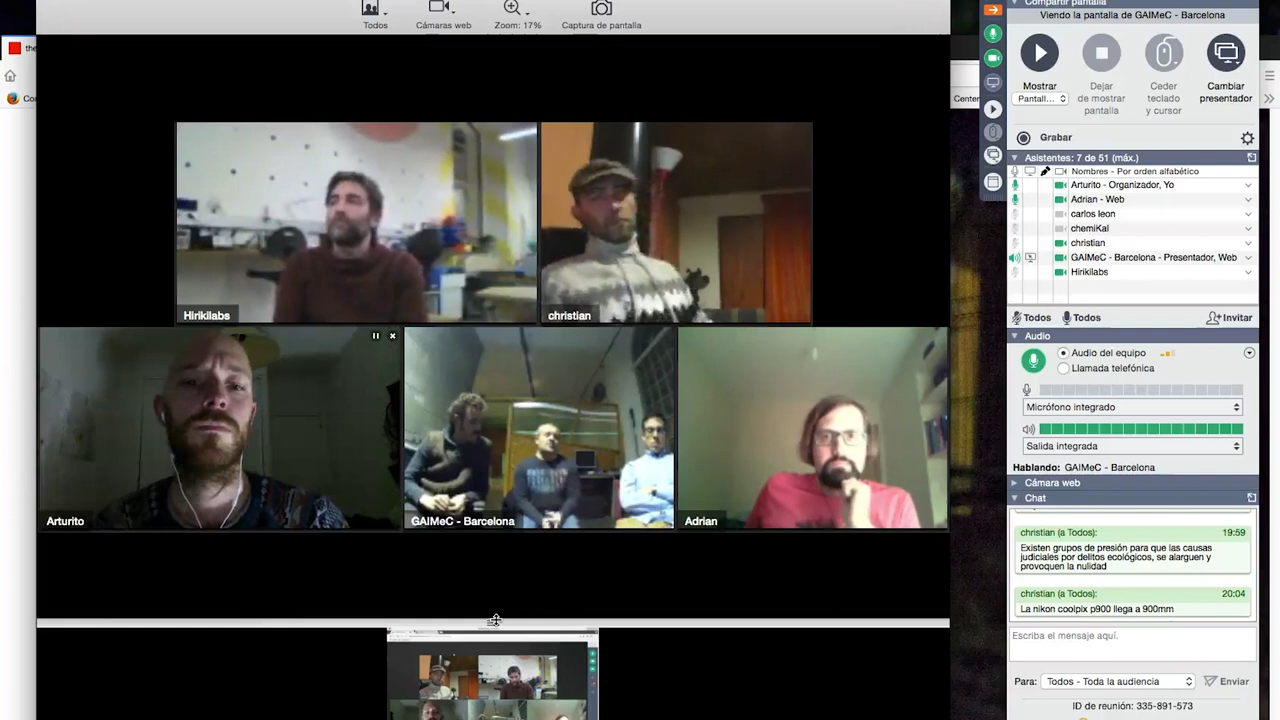 Todos
Cámaras web
Zoom: 17%
Captura de pantalla
the
Cor
Center
Hirikilabs
christian
Arturito
GAIMeC - Barcelona
Adrian
Compartir pantalla
Viendo la pantalla de GAIMeC - Barcelona
Mostrar
Pantall...
Dejar
de mostrar
pantalla
Ceder
teclado
y cursor
Cambiar
presentador
Grabar
Asistentes: 7 de 51 (máx.)
Nombres - Por orden alfabético
Arturito - Organizador, Yo
Adrian - Web
carlos leon
chemiKal
christian
GAIMeC - Barcelona - Presentador, Web
Hirikilabs
Todos
Todos
Invitar
Audio
Audio del equipo
Llamada telefónica
Micrófono integrado
Salida integrada
Hablando: GAIMeC - Barcelona
Cámara web
Chat
christian (a Todos): 19:59
Existen grupos de presión para que las causas
judiciales por delitos ecológicos, se alarguen y
provoquen la nulidad
christian (a Todos): 20:04
La nikon coolpix p900 llega a 900mm
Escriba el mensaje aquí.
Para:
Todos - Toda la audiencia
Enviar
ID de reunión: 335-891-573